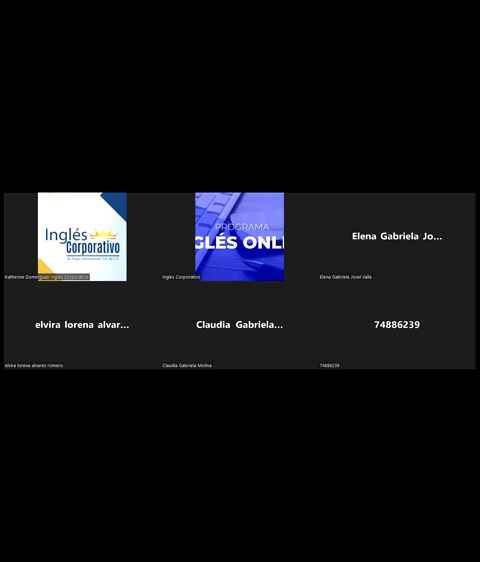 Inglés
Corporativo
PROGRAMA
GLÉS ONLI
Elena Gabriela Jo...
Katherine Dominguez-Ingles Corporativo
Ingles Corporativo
Elena Gabriela Jovel Valle
elvira lorena alvar...
Claudia Gabriela...
74886239
elvira lorena alvarez romero
Claudia Gabriela Molina
74886239